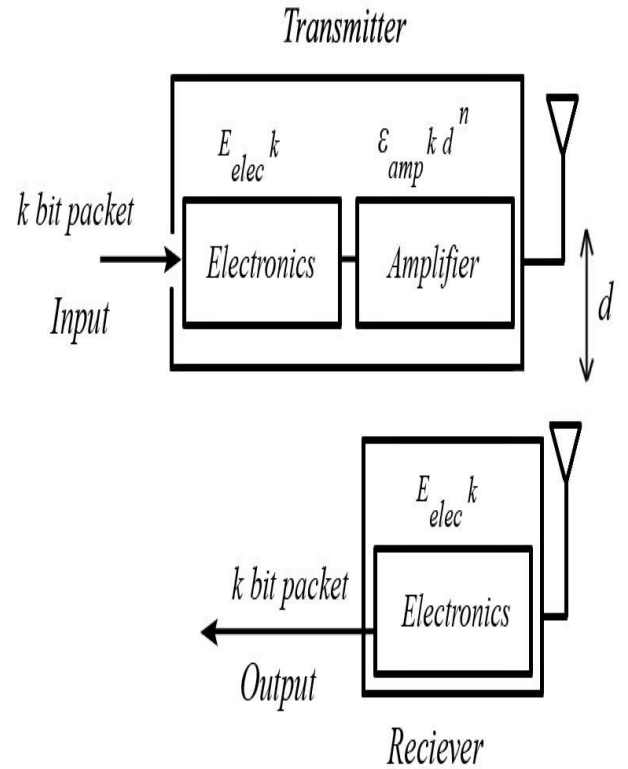 Transmitter
E elec k
ε amp k d n
k bit packet
Electronics
Amplifier
Input
d
E elec k
k bit packet
Electronics
Output
Reciever